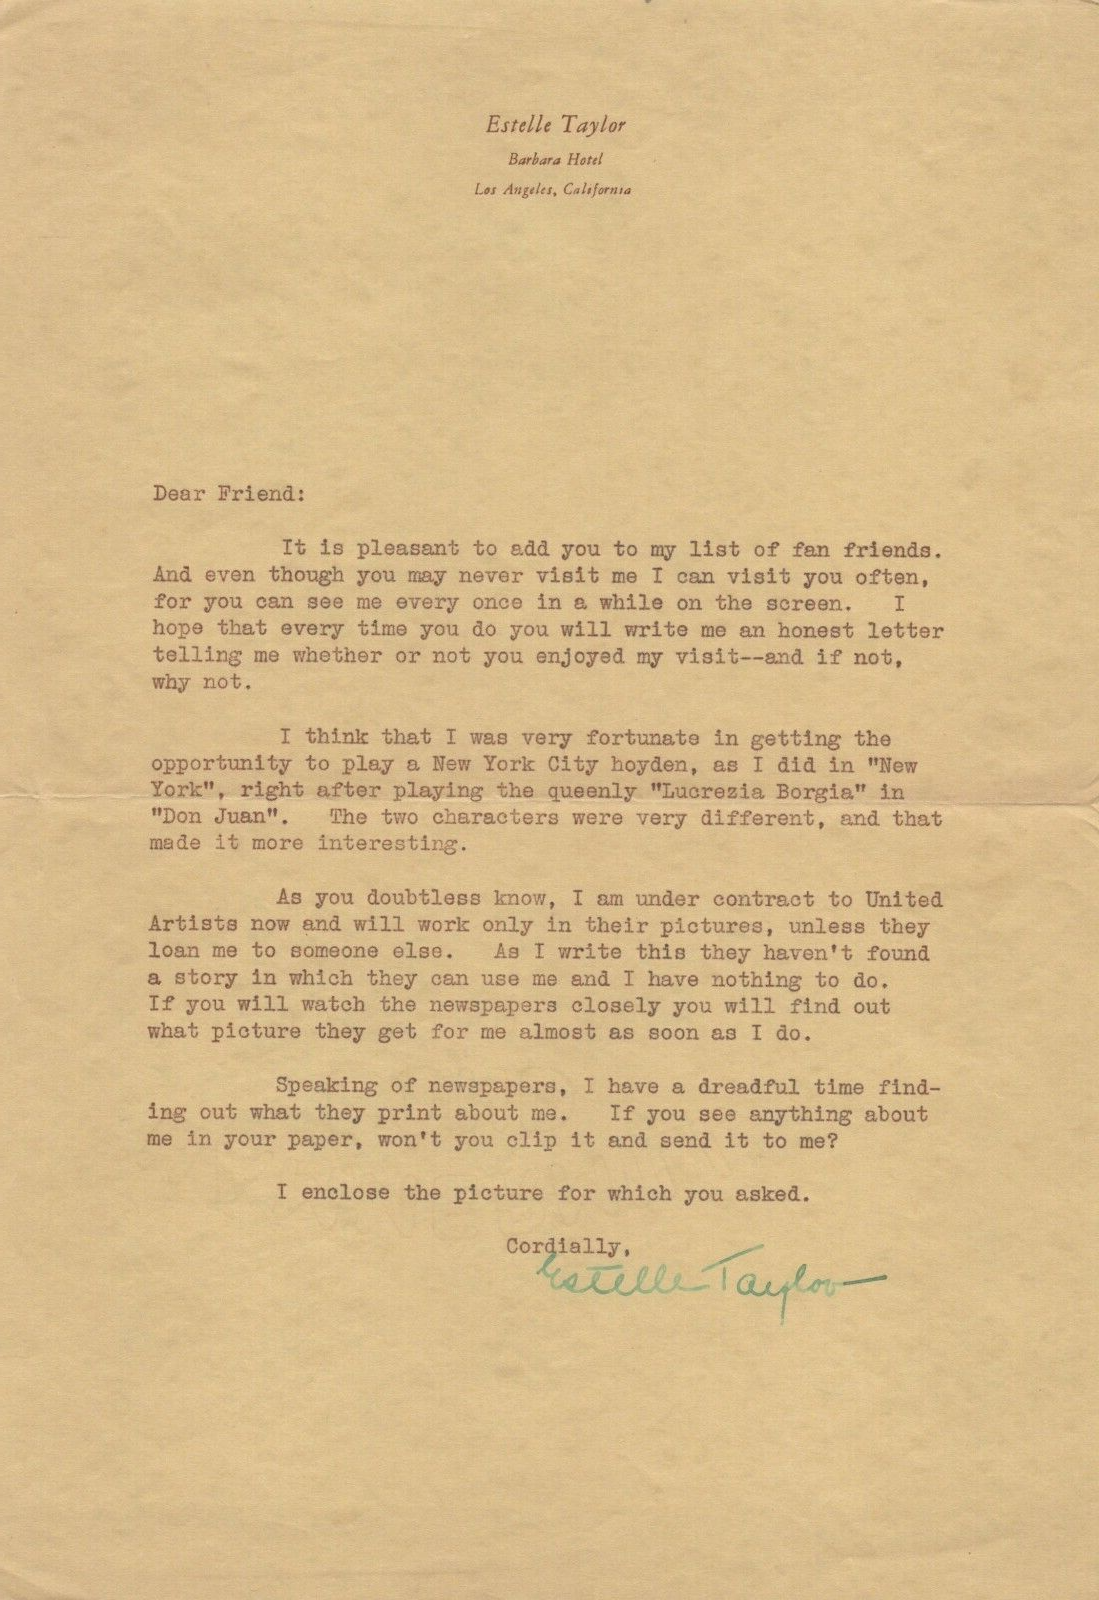 Estelle Taylor
Barbara Hotel
Los Angeles, California
Dear Friend:
It is pleasant to add you to my list of fan friends.
And even though you may never visit me I can visit you often,
for you can see me every once in a while on the screen. I
hope that every time you do you will write me an honest letter
telling me whether or not you enjoyed my visit--and if not,
why not.
I think that I was very fortunate in getting the
opportunity to play a New York City hoyden, as I did in "New
York", right after playing the queenly "Lucrezia Borgia" in
"Don Juan". The two characters were very different, and that
made it more interesting.
As you doubtless know, I am under contract to United
Artists now and will work only in their pictures, unless they
loan me to someone else. As I write this they haven't found
a story in which they can use me and I have nothing to do.
If you will watch the newspapers closely you will find out
what picture they get for me almost as soon as I do.
Speaking of newspapers, I have a dreadful time find-
ing out what they print about me. If you see anything about
me in your paper, won't you clip it and send it to me?
I enclose the picture for which you asked.
Cordially,
Estelle Taylor